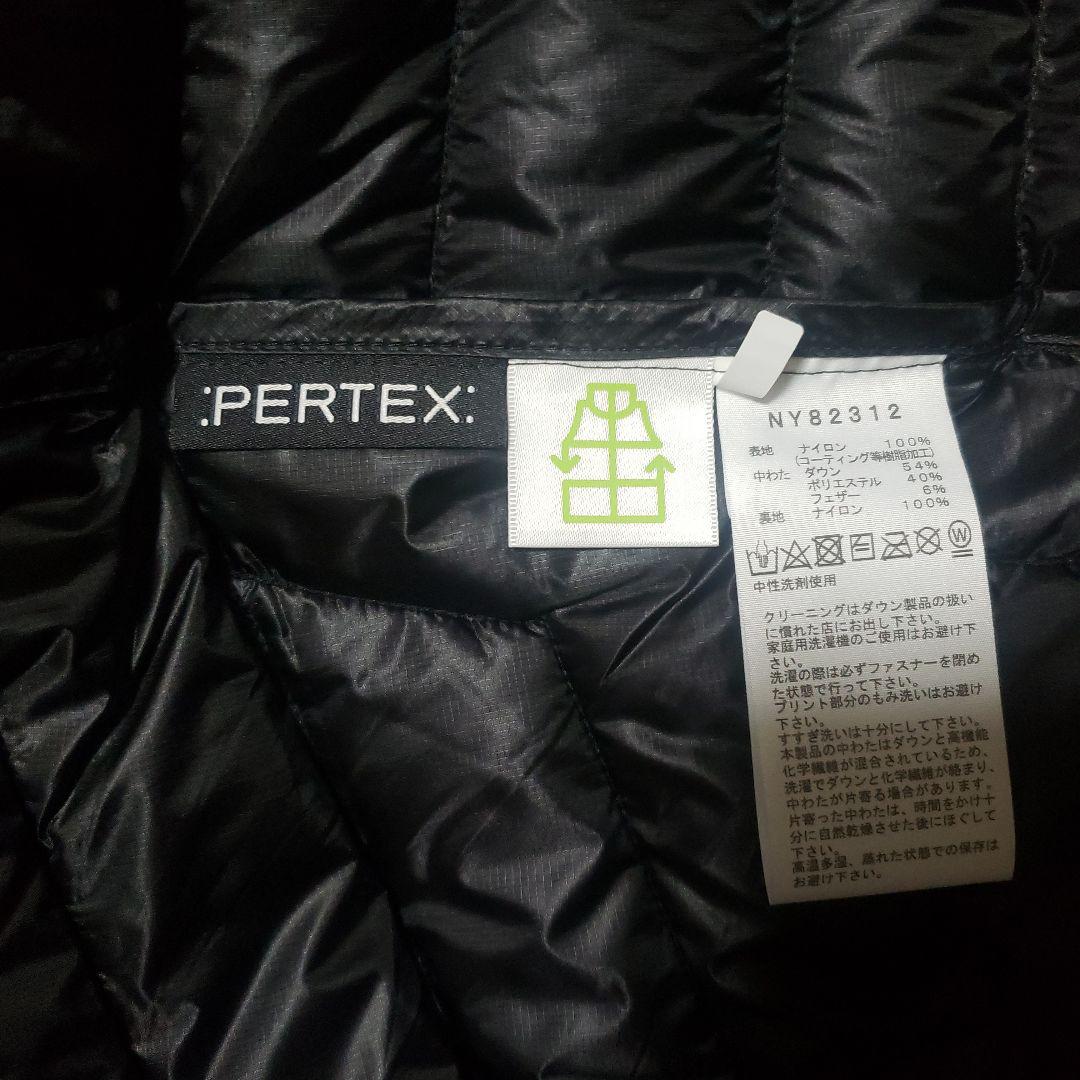 :PERTEX:
NY82312
表地 ナイロン 100%
(コーティング等樹脂加工)
中わた ダウン 54%
ポリエステル 40%
フェザー 6%
裏地 ナイロン 100%
W
中性洗剤使用
クリーニングはダウン製品の扱い
に慣れた店にお出し下さい。
家庭用洗濯機のご使用はお避け下
さい。
洗濯の際は必ずファスナーを閉め
た状態で行って下さい。
プリント部分のもみ洗いはお避け
下さい。
すすぎ洗いは十分にして下さい。
本製品の中わたはダウンと高機能
化学繊維が混合されているため、
洗濯でダウンと化学繊維が絡まり、
中わたが片寄る場合があります。
片寄った中わたは、時間をかけ十
分に自然乾燥させた後にほぐして
下さい。
高温多湿、蒸れた状態での保存は
お避け下さい。